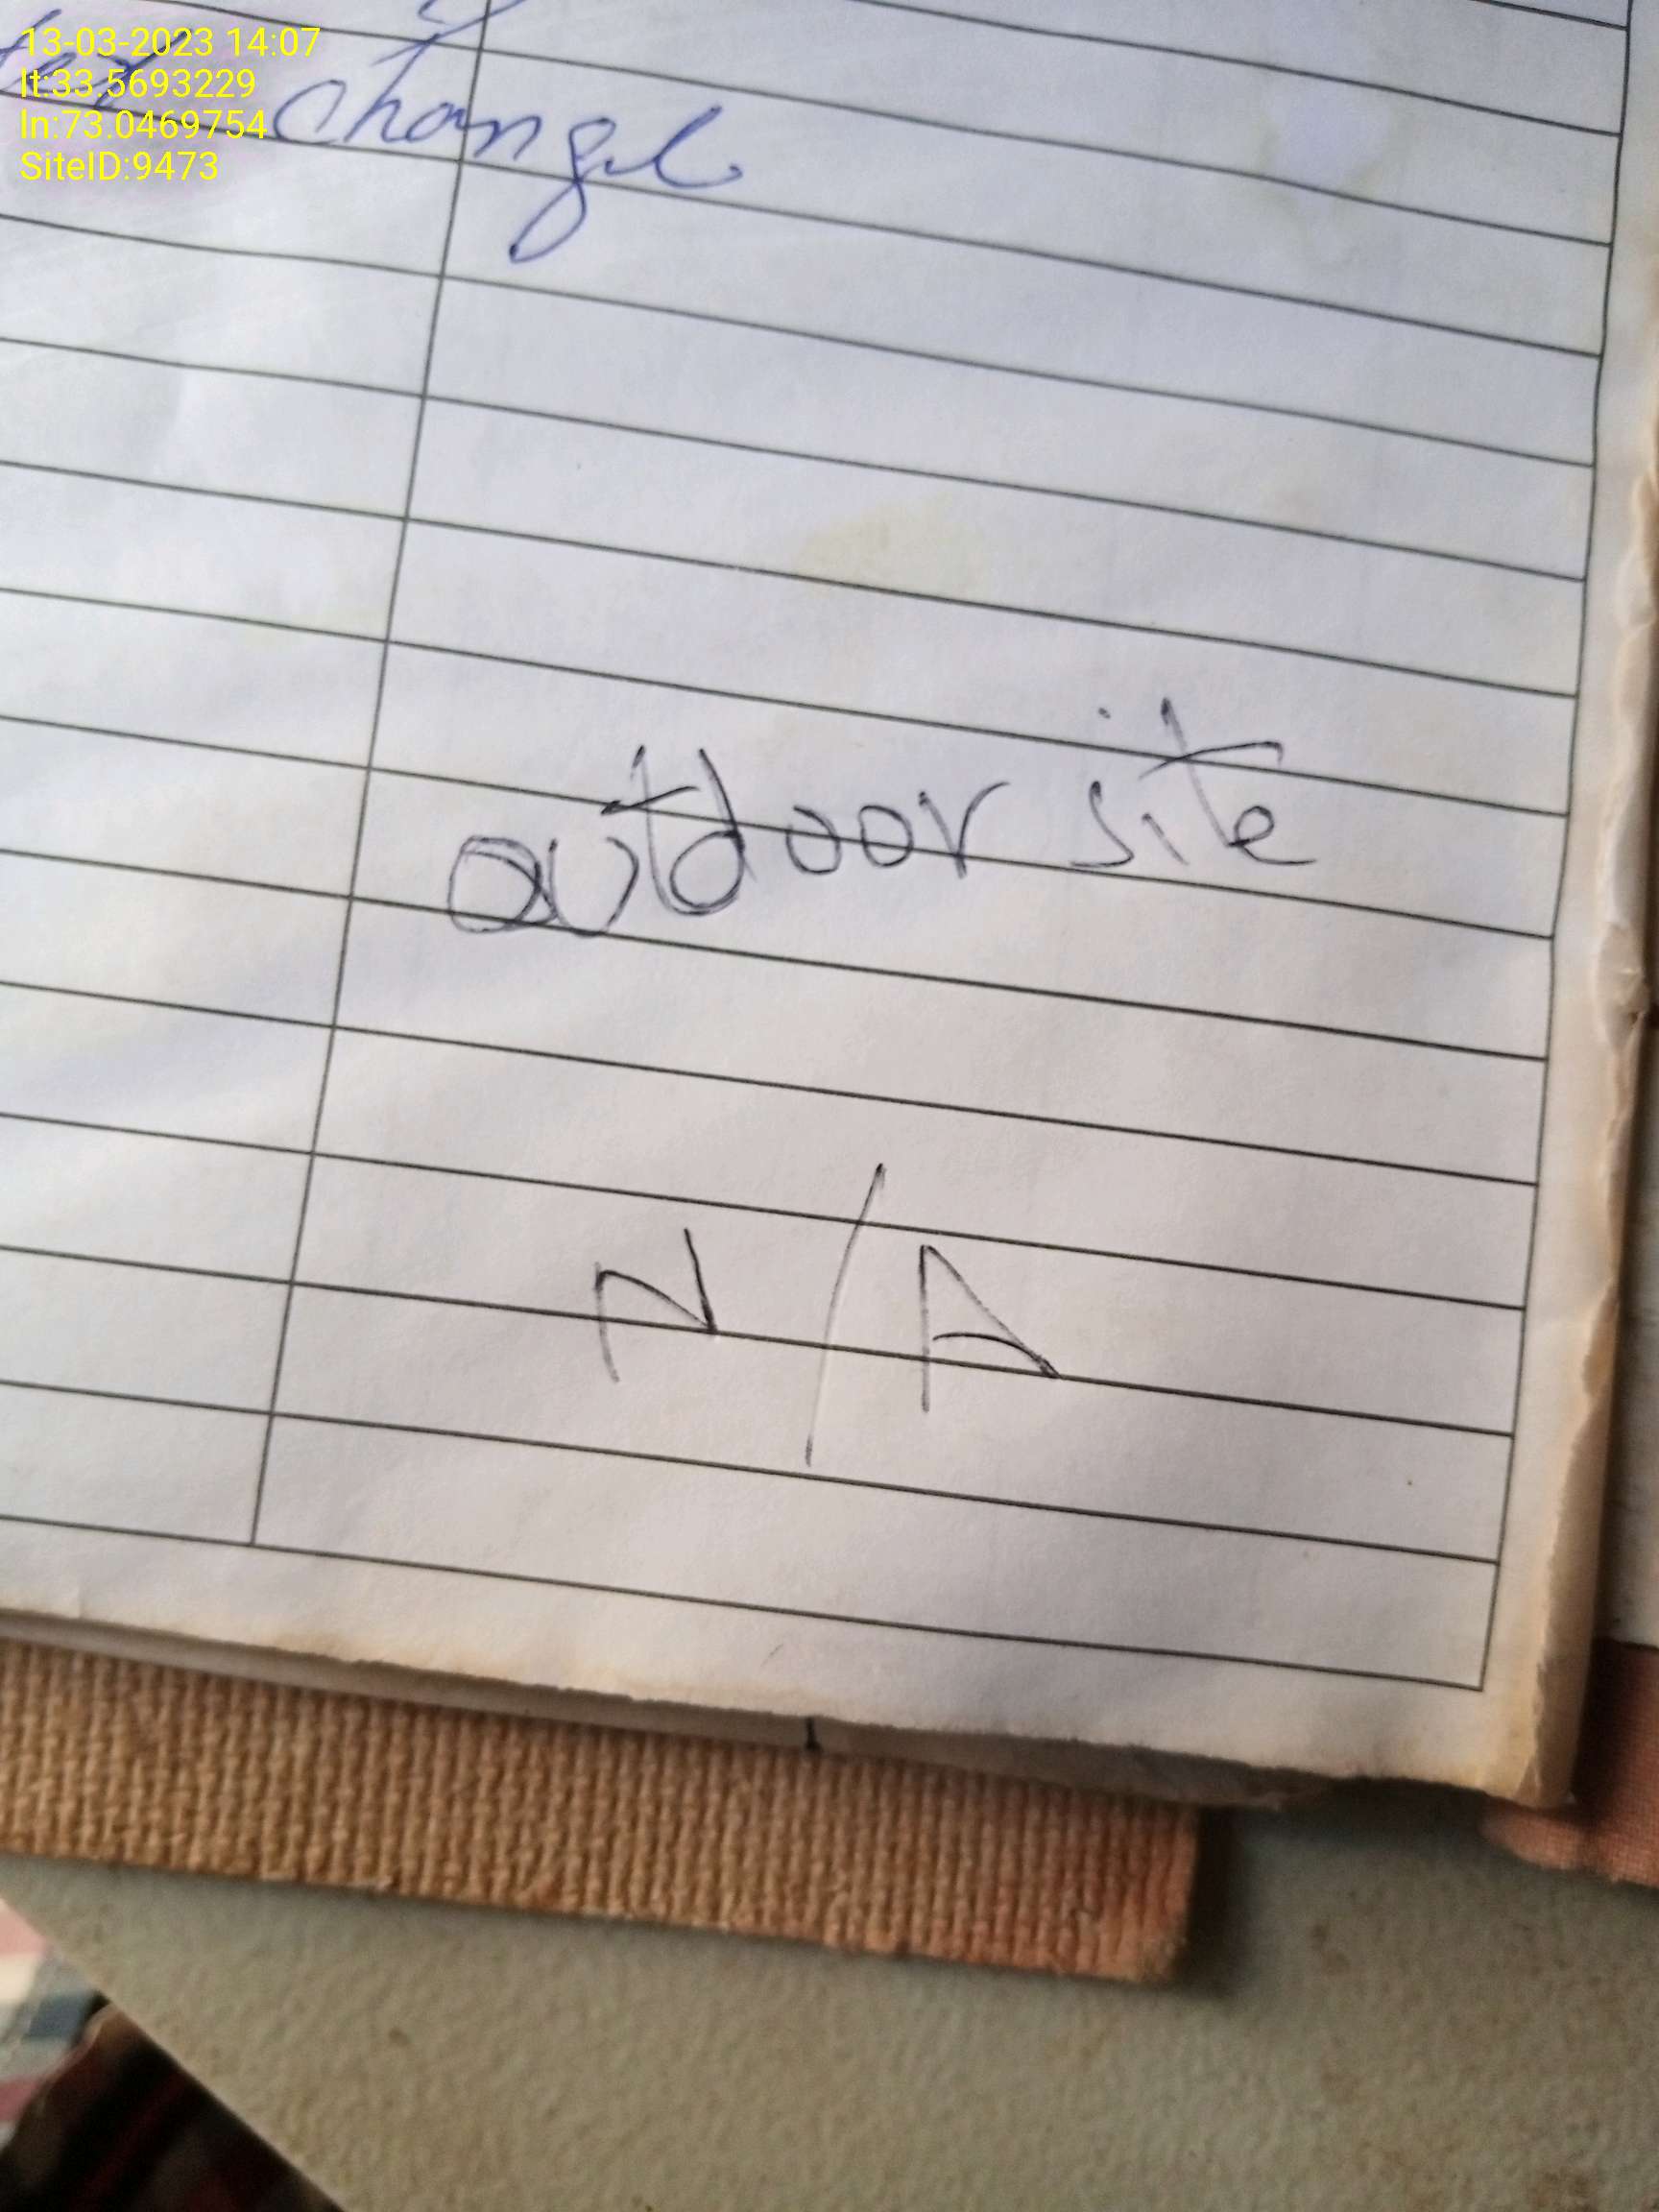 13-03-2023 14:07
lt:33.5693229
ln:73.0469754
SiteID:9473
change
outdoor site
N/A